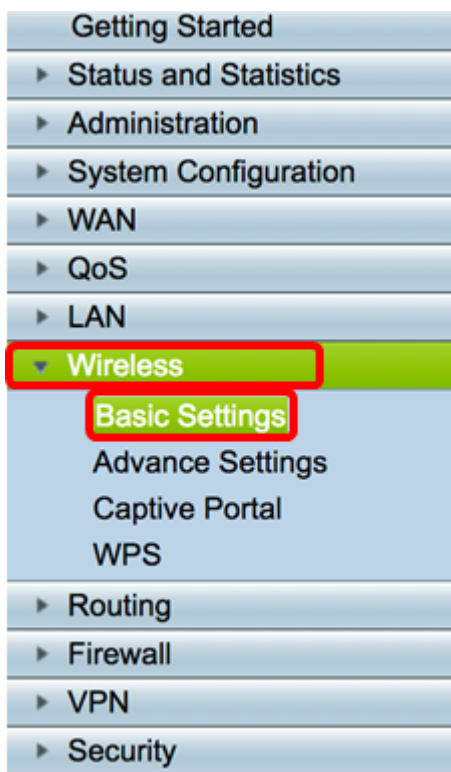 Getting Started
Status and Statistics
Administration
System Configuration
WAN
QoS
LAN
Wireless
Basic Settings
Advance Settings
Captive Portal
WPS
Routing
Firewall
VPN
Security